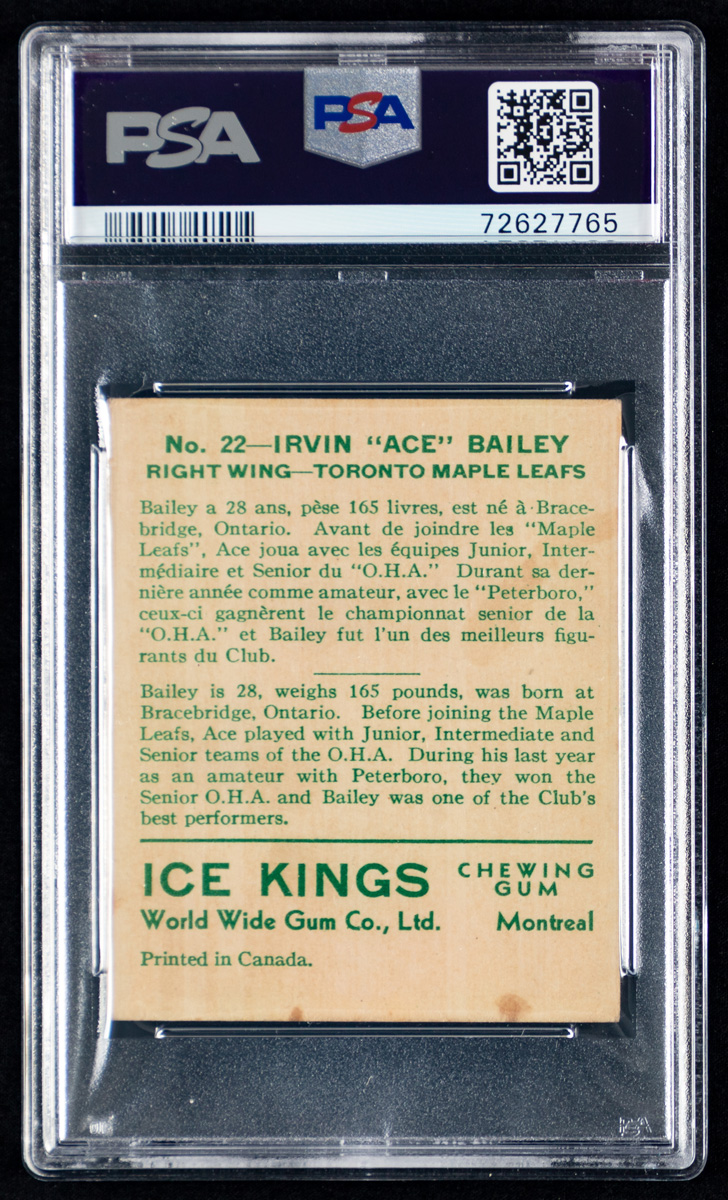 PSA
PSA
72627765
No. 22—IRVIN "ACE" BAILEY
RIGHT WING—TORONTO MAPLE LEAFS
Bailey a 28 ans, pèse 165 livres, est né à Brace-
bridge, Ontario. Avant de joindre les "Maple
Leafs", Ace joua avec les équipes Junior, Inter-
médiaire et Senior du "O.H.A." Durant sa der-
nière année comme amateur, avec le "Peterboro,"
ceux-ci gagnèrent le championnat senior de la
"O.H.A." et Bailey fut l'un des meilleurs figu-
rants du Club.
Bailey is 28, weighs 165 pounds, was born at
Bracebridge, Ontario. Before joining the Maple
Leafs, Ace played with Junior, Intermediate and
Senior teams of the O.H.A. During his last year
as an amateur with Peterboro, they won the
Senior O.H.A. and Bailey was one of the Club's
best performers.
ICE KINGS CHEWING GUM
World Wide Gum Co., Ltd. Montreal
Printed in Canada.
PSA